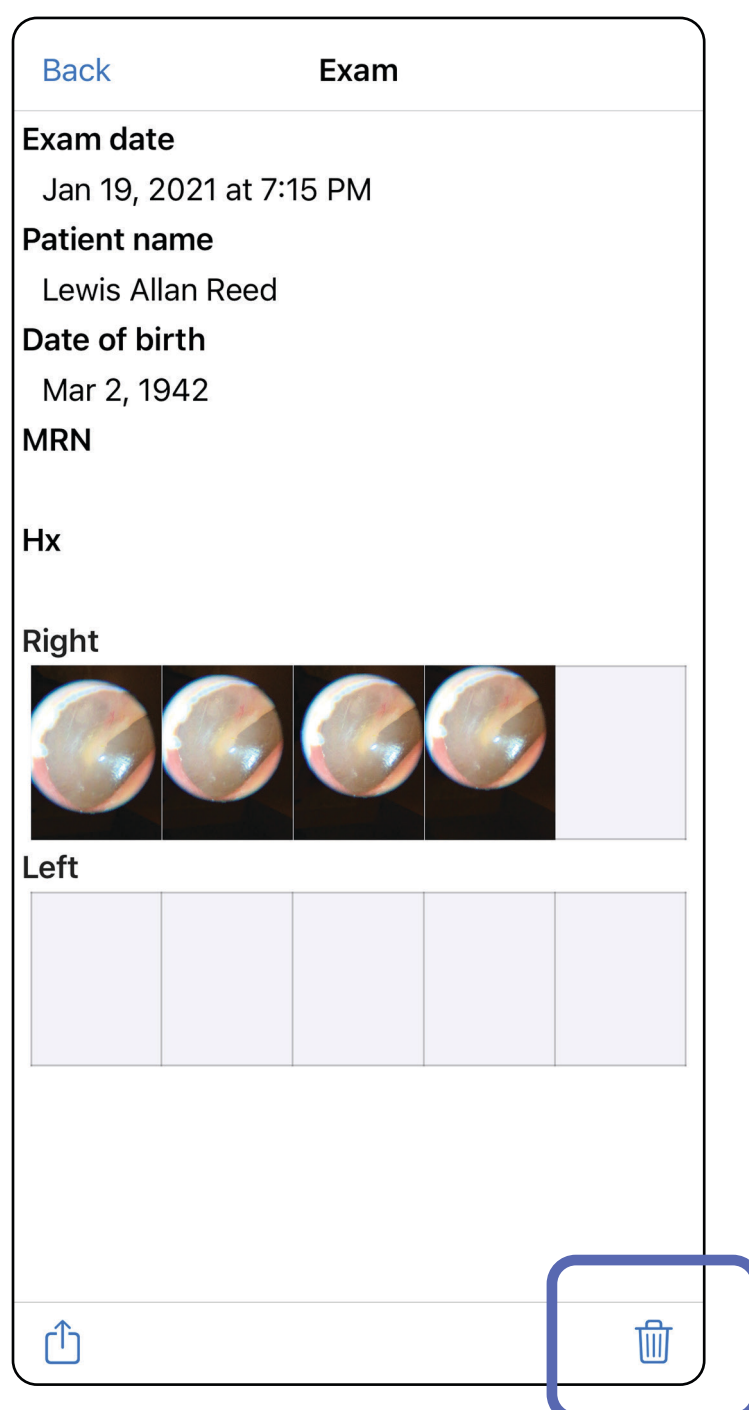 Back Exam
Exam date
Jan 19, 2021 at 7:15 PM
Patient name
Lewis Allan Reed
Date of birth
Mar 2, 1942
MRN
Hx
Right
Left